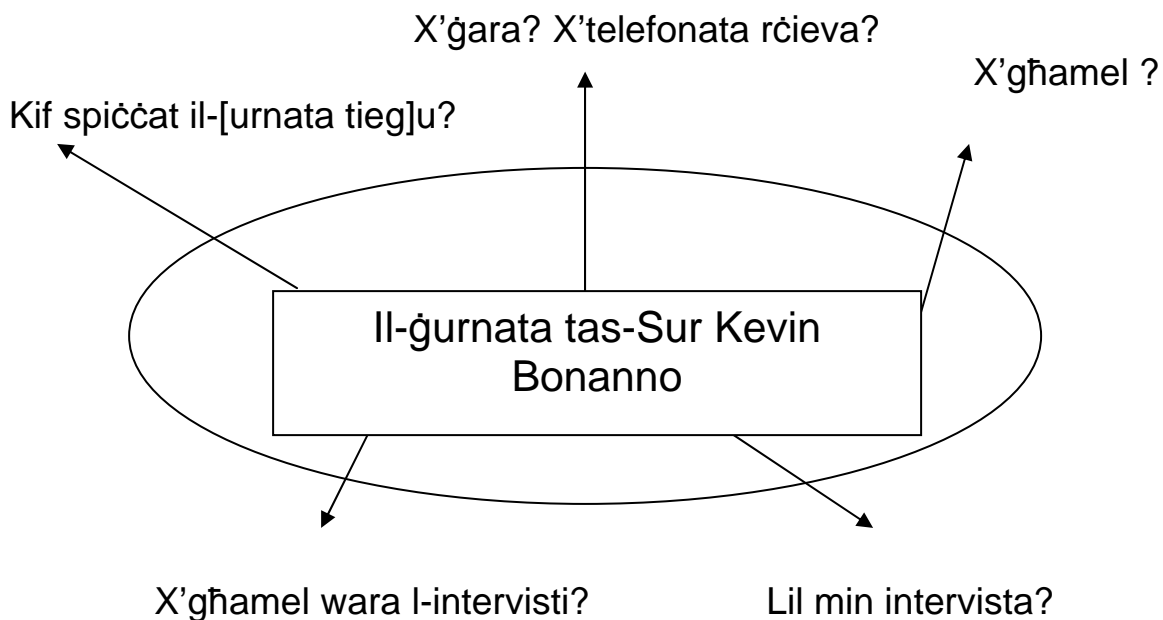 X’ġara? X’telefonata rċieva?
X’għamel ?
Kif spiċċat il-[urnata tieg]u?
Il-ġurnata tas-Sur Kevin
Bonanno
X’għamel wara l-intervisti?
Lil min intervista?